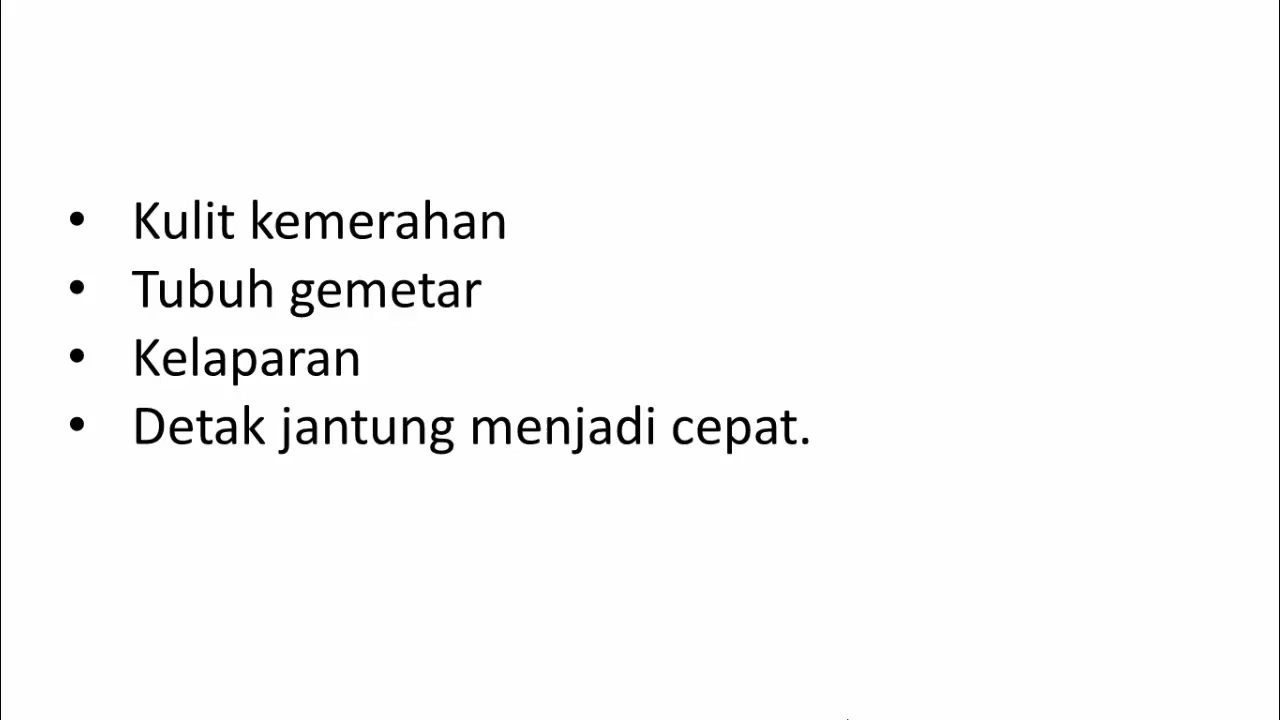 • Kulit kemerahan
• Tubuh gemetar
• Kelaparan
• Detak jantung menjadi cepat.